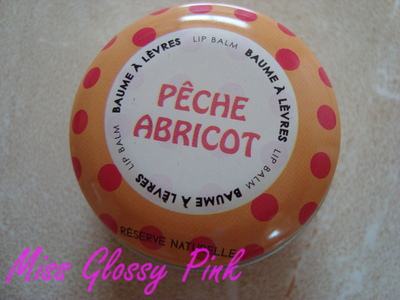 BAUME À LÈVRES LIP BALM BAUME À LÈVRES LIP BALM BAUME À LÈVRES LIP BALM
PÊCHE
ABRICOT
RÉSERVE NATURELLE
Miss Glossy Pink